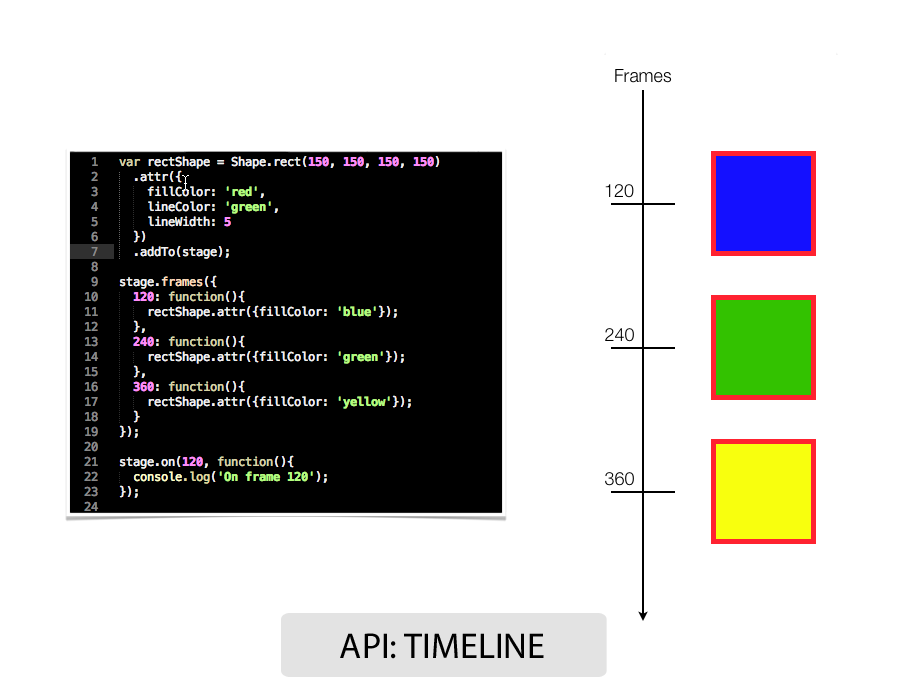 1 var rectShape = Shape.rect(150, 150, 150, 150)
2   .attr({
3     fillColor: 'red',
4     lineColor: 'green',
5     lineWidth: 5
6   })
7   .addTo(stage);
8
9 stage.frames({
10   120: function(){
11     rectShape.attr({fillColor: 'blue'});
12   },
13   240: function(){
14     rectShape.attr({fillColor: 'green'});
15   },
16   360: function(){
17     rectShape.attr({fillColor: 'yellow'});
18   }
19 });
20
21 stage.on(120, function(){
22   console.log('On frame 120');
23 });
24
Frames
120
240
360
API: TIMELINE